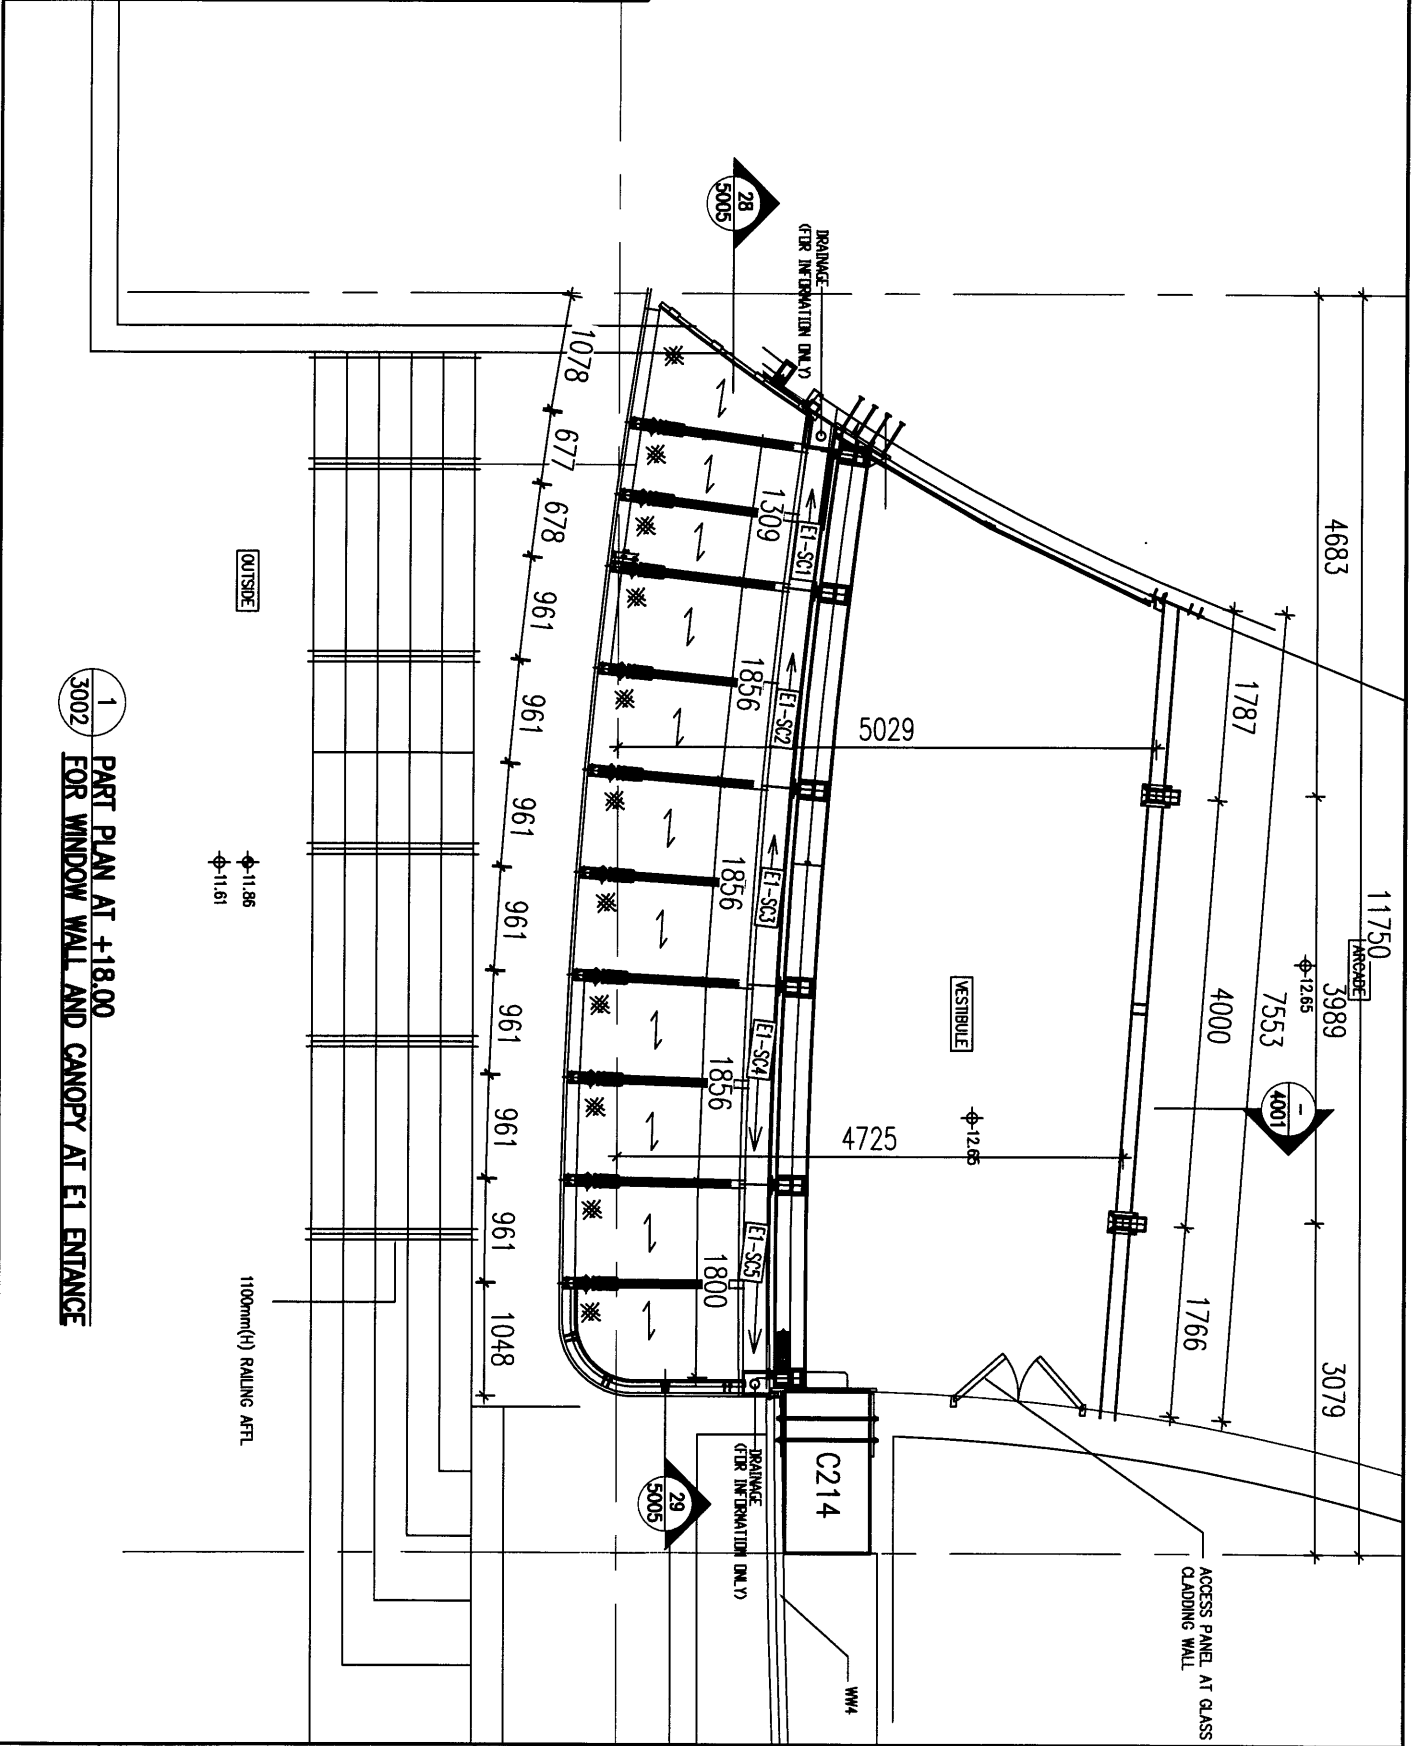 11750
4683
3989
3079
ARCADE
12.65
7553
1787
4000
1766
–
4001
5029
4725
VESTIBULE
12.65
ACCESS PANEL AT GLASS
CLADDING WALL
28
5005
DRAINAGE
(FOR INFORMATION ONLY)
E1-SC1
E1-SC2
E1-SC3
E1-SC4
E1-SC5
1309
1856
1856
1856
1800
C214
WW4
DRAINAGE
(FOR INFORMATION ONLY)
29
5005
1078
677
678
961
961
961
961
961
961
961
1048
OUTSIDE
11.86
11.61
1100mm(H) RAILING AFFL
1
3002
PART PLAN AT +18.00
FOR WINDOW WALL AND CANOPY AT E1 ENTANCE